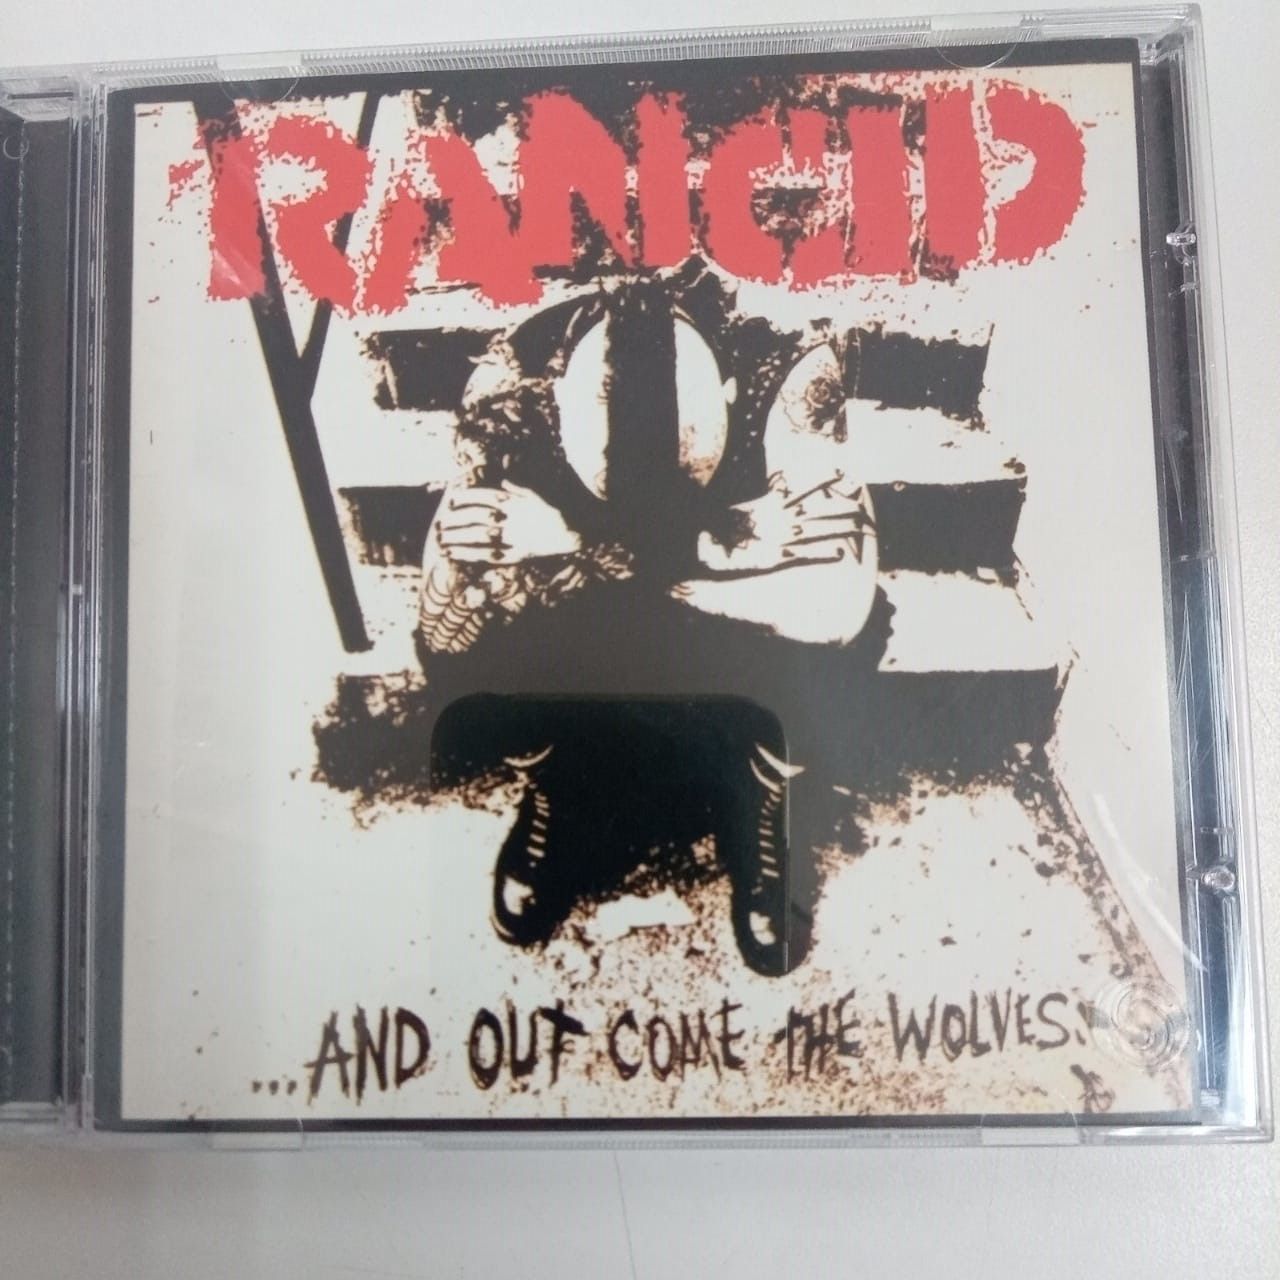 RANCID
...AND OUT COME THE WOLVES